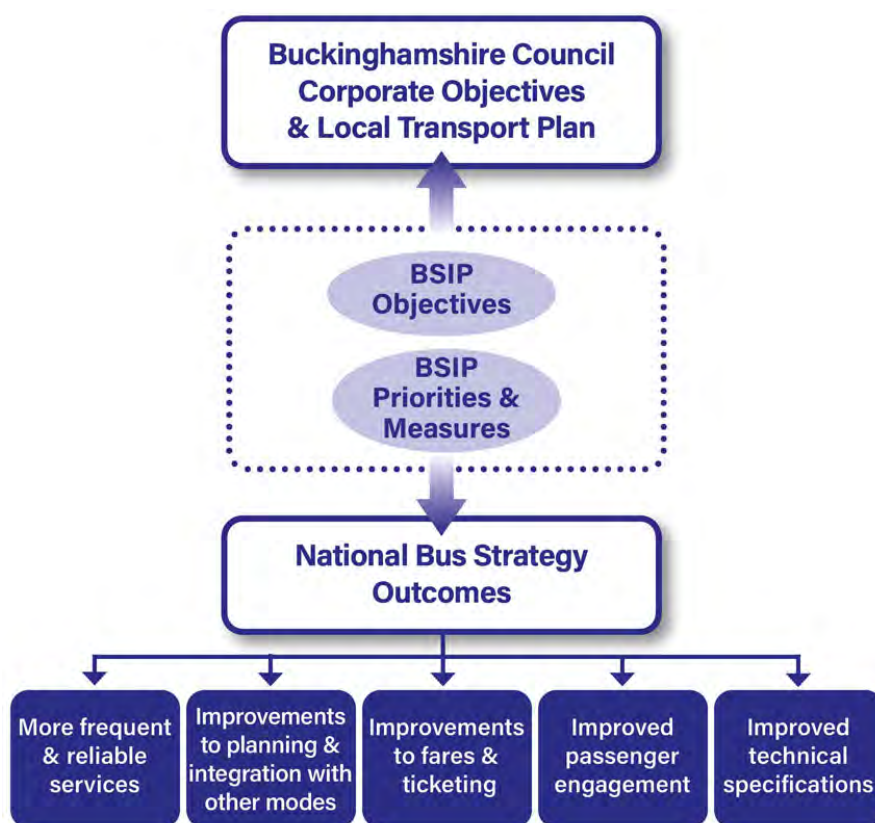 Buckinghamshire Council
Corporate Objectives
& Local Transport Plan
BSIP
Objectives
BSIP
Priorities &
Measures
National Bus Strategy
Outcomes
More frequent
& reliable
services
Improvements
to planning &
integration with
other modes
Improvements
to fares &
ticketing
Improved
passenger
engagement
Improved
technical
specifications